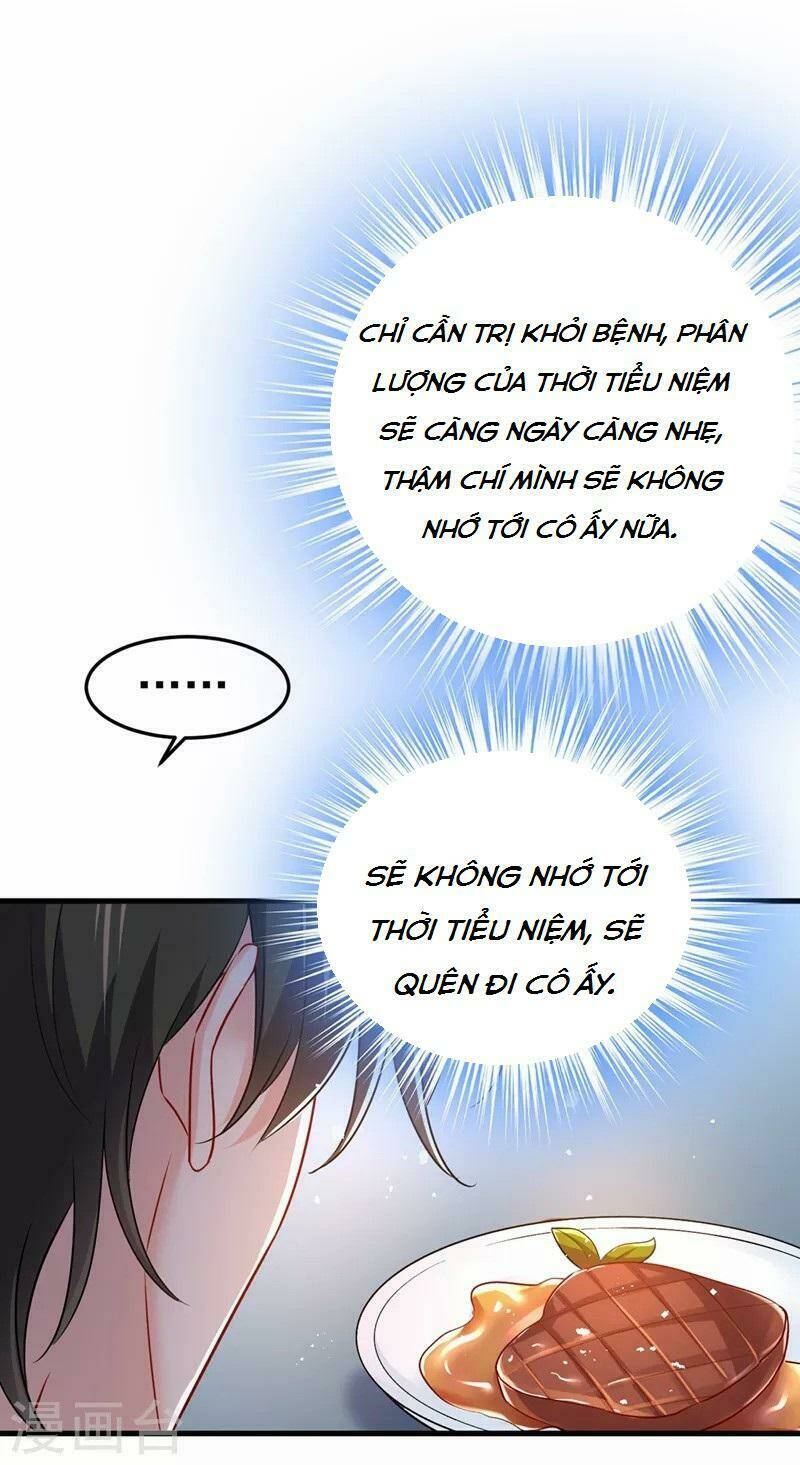 CHỈ CẦN TRỊ KHỎI BỆNH, PHÂN
LƯỢNG CỦA THỜI TIỂU NIỆM
SẼ CÀNG NGÀY CÀNG NHẸ,
THẬM CHÍ MÌNH SẼ KHÔNG
NHỚ TỚI CÔ ẤY NỮA.
......
SẼ KHÔNG NHỚ TỚI
THỜI TIỂU NIỆM, SẼ
QUÊN ĐI CÔ ẤY.
漫画台